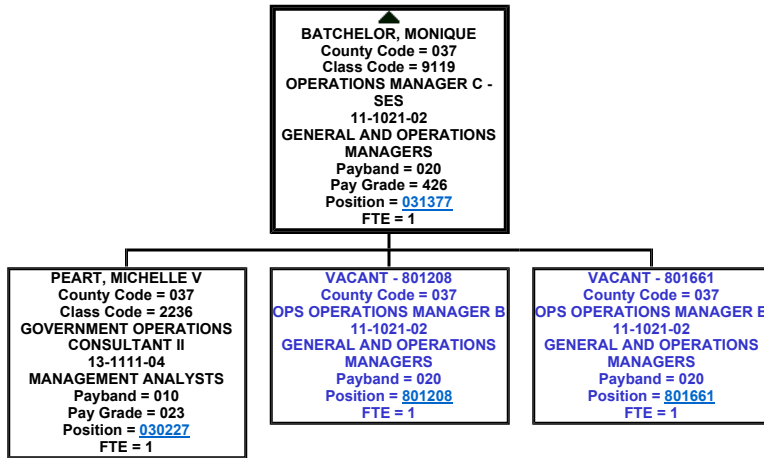 BATCHELOR, MONIQUE
County Code = 037
Class Code = 9119
OPERATIONS MANAGER C -
SES
11-1021-02
GENERAL AND OPERATIONS
MANAGERS
Payband = 020
Pay Grade = 426
Position = 031377
FTE = 1
PEART, MICHELLE V
County Code = 037
Class Code = 2236
GOVERNMENT OPERATIONS
CONSULTANT II
13-1111-04
MANAGEMENT ANALYSTS
Payband = 010
Pay Grade = 023
Position = 030227
FTE = 1
VACANT - 801208
County Code = 037
OPS OPERATIONS MANAGER B
11-1021-02
GENERAL AND OPERATIONS
MANAGERS
Payband = 020
Position = 801208
FTE = 1
VACANT - 801661
County Code = 037
OPS OPERATIONS MANAGER B
11-1021-02
GENERAL AND OPERATIONS
MANAGERS
Payband = 020
Position = 801661
FTE = 1